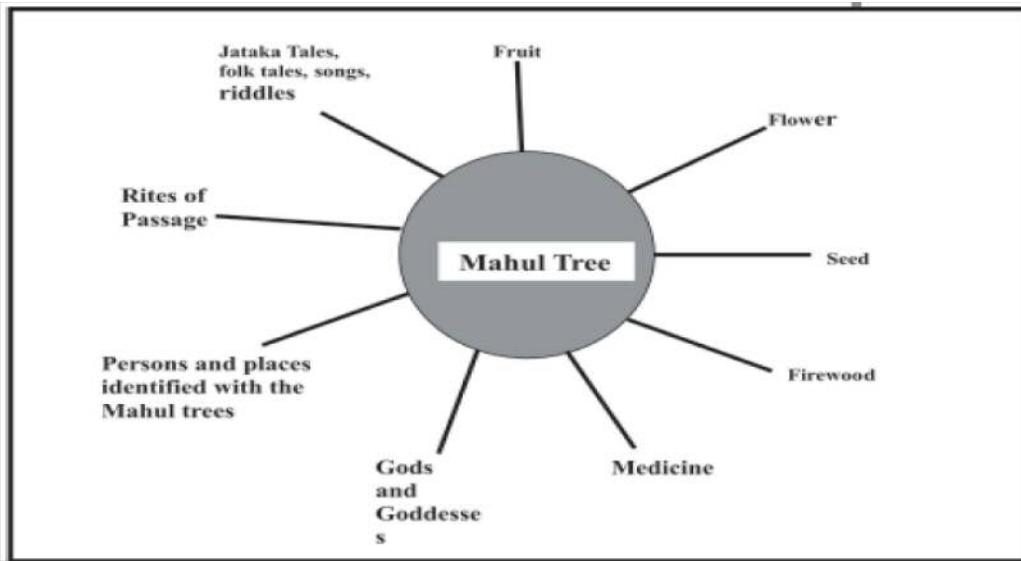 Jataka Tales,
folk tales, songs,
riddles
Fruit
Flower
Rites of
Passage
Mahul Tree
Seed
Persons and places
identified with the
Mahul trees
Firewood
Gods
and
Goddesse
s
Medicine